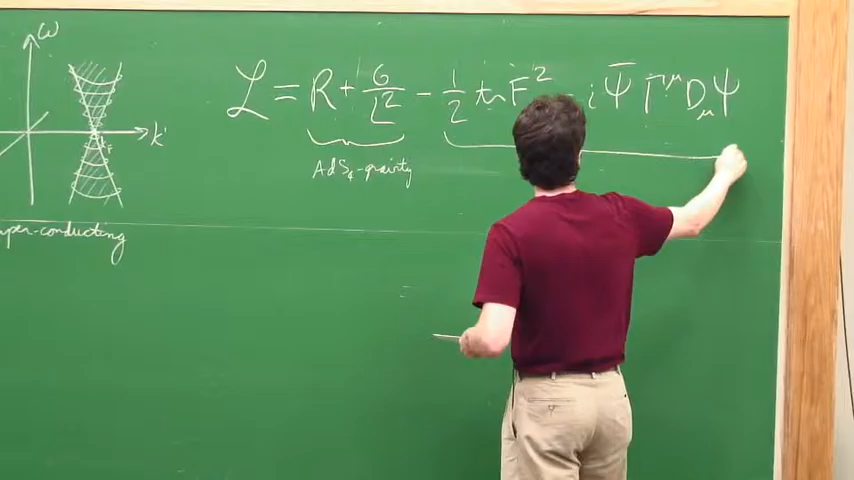 ω
ℒ = R + 6/L² - 1/2 tr F² - i Ψ̄ Γ^μ D_μ Ψ
k
AdS₄-gravity
per-conducting